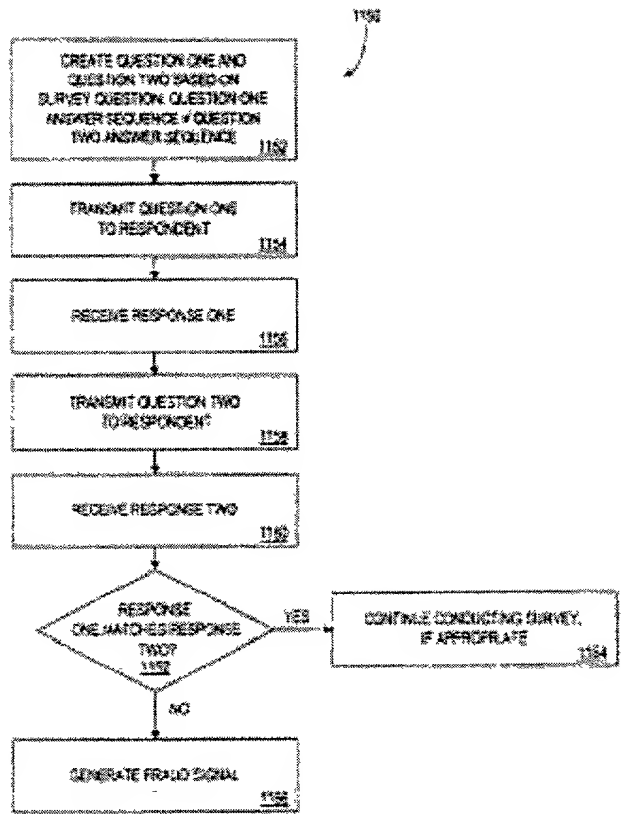 1150
CREATE QUESTION ONE AND
QUESTION TWO BASED ON
SURVEY QUESTION; QUESTION ONE
ANSWER SEQUENCE ≠ QUESTION
TWO ANSWER SEQUENCE
1152
TRANSMIT QUESTION ONE
TO RESPONDENT
1154
RECEIVE RESPONSE ONE
1156
TRANSMIT QUESTION TWO
TO RESPONDENT
1158
RECEIVE RESPONSE TWO
1160
RESPONSE
ONE MATCHES RESPONSE
TWO?
1162
YES
CONTINUE CONDUCTING SURVEY,
IF APPROPRIATE
1164
NO
GENERATE FRAUD SIGNAL
1166